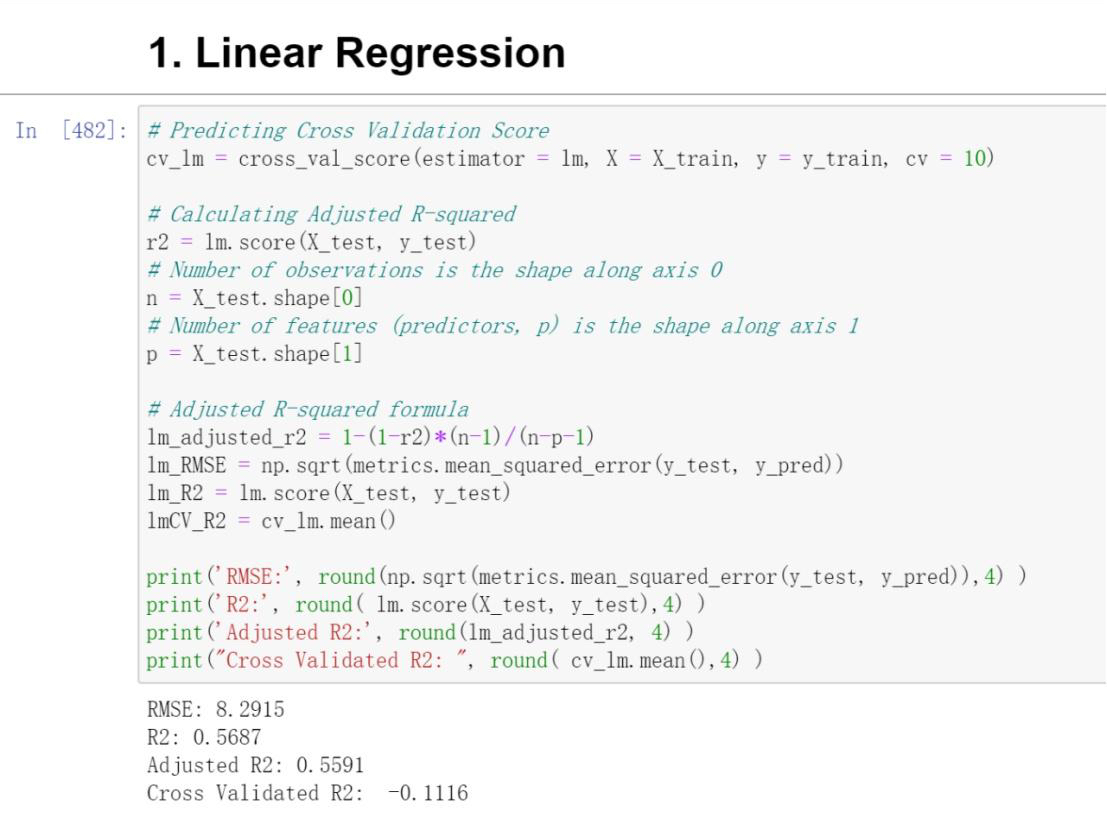 1. Linear Regression
In [482]:
# Predicting Cross Validation Score
cv_lm = cross_val_score(estimator = lm, X = X_train, y = y_train, cv = 10)
# Calculating Adjusted R-squared
r2 = lm.score(X_test, y_test)
# Number of observations is the shape along axis 0
n = X_test.shape[0]
# Number of features (predictors, p) is the shape along axis 1
p = X_test.shape[1]
# Adjusted R-squared formula
lm_adjusted_r2 = 1-(1-r2)*(n-1)/(n-p-1)
lm_RMSE = np.sqrt(metrics.mean_squared_error(y_test, y_pred))
lm_R2 = lm.score(X_test, y_test)
lmCV_R2 = cv_lm.mean()
print('RMSE:', round(np.sqrt(metrics.mean_squared_error(y_test, y_pred)),4) )
print('R2:', round( lm.score(X_test, y_test),4) )
print('Adjusted R2:', round(lm_adjusted_r2, 4) )
print("Cross Validated R2: ", round( cv_lm.mean(),4) )
RMSE: 8.2915
R2: 0.5687
Adjusted R2: 0.5591
Cross Validated R2:  -0.1116